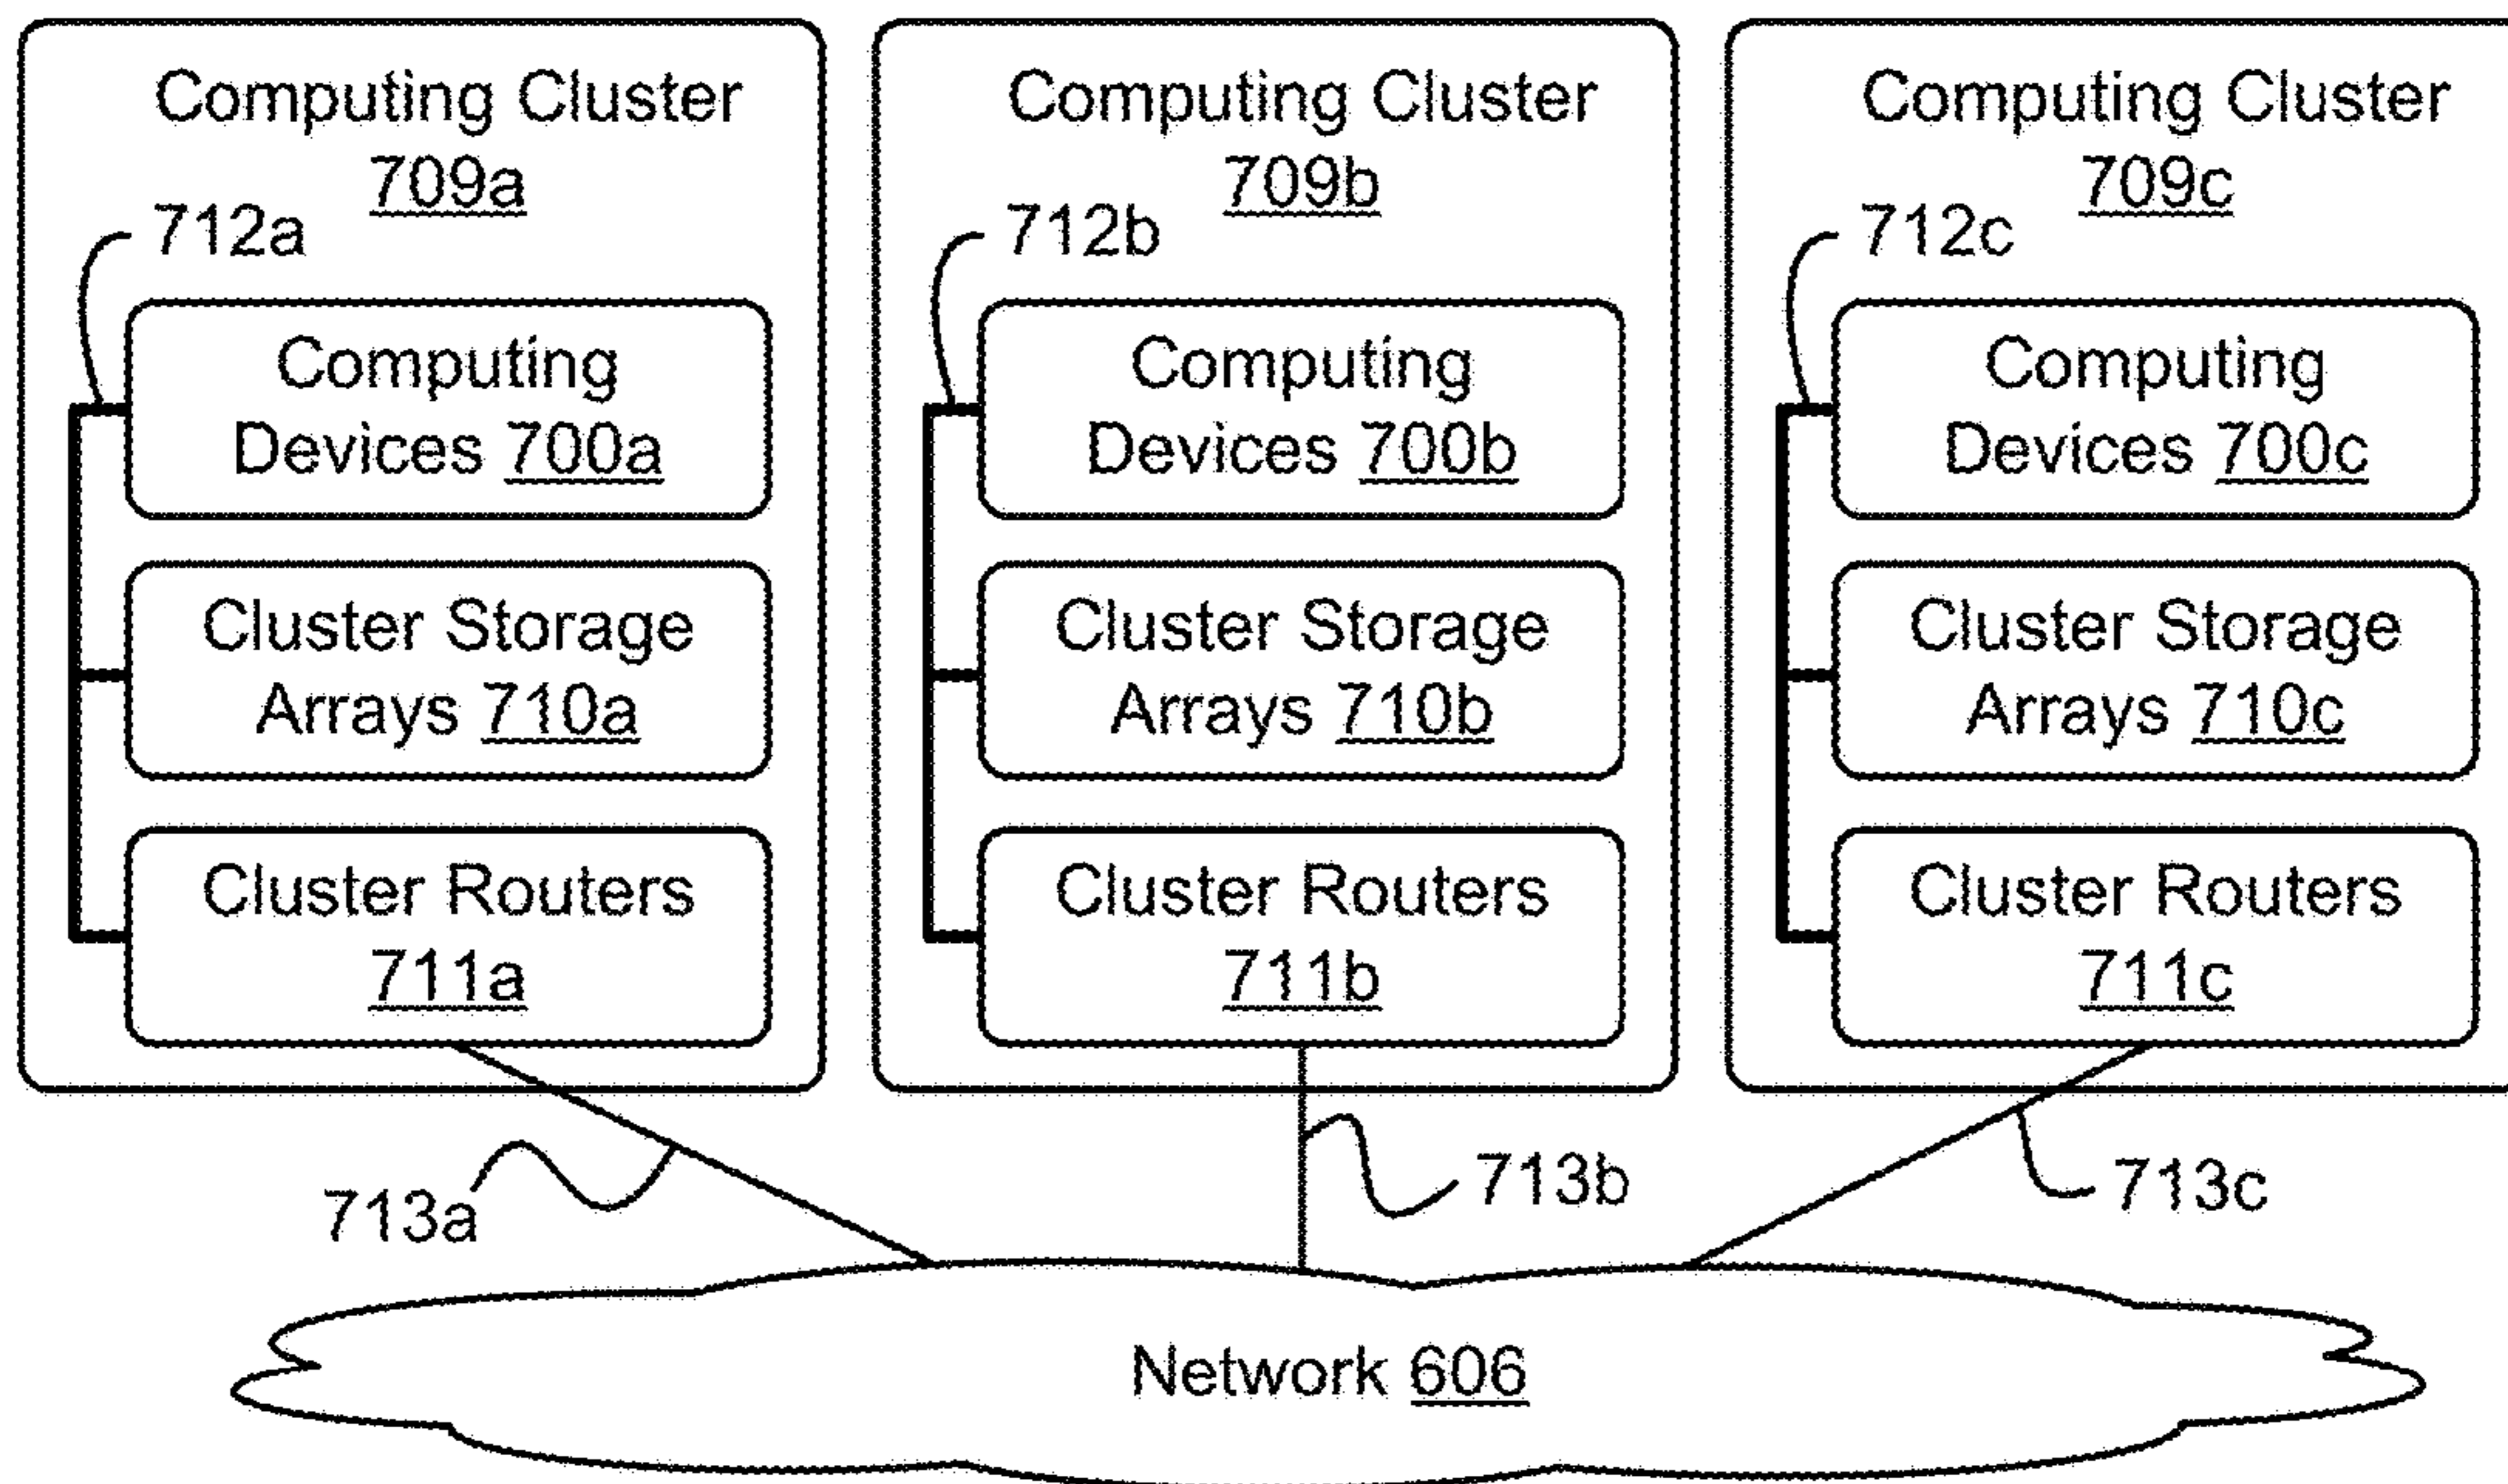 Computing Cluster
709a
712a
Computing
Devices 700a
Cluster Storage
Arrays 710a
Cluster Routers
711a
Computing Cluster
709b
712b
Computing
Devices 700b
Cluster Storage
Arrays 710b
Cluster Routers
711b
Computing Cluster
709c
712c
Computing
Devices 700c
Cluster Storage
Arrays 710c
Cluster Routers
711c
713a
713b
713c
Network 606